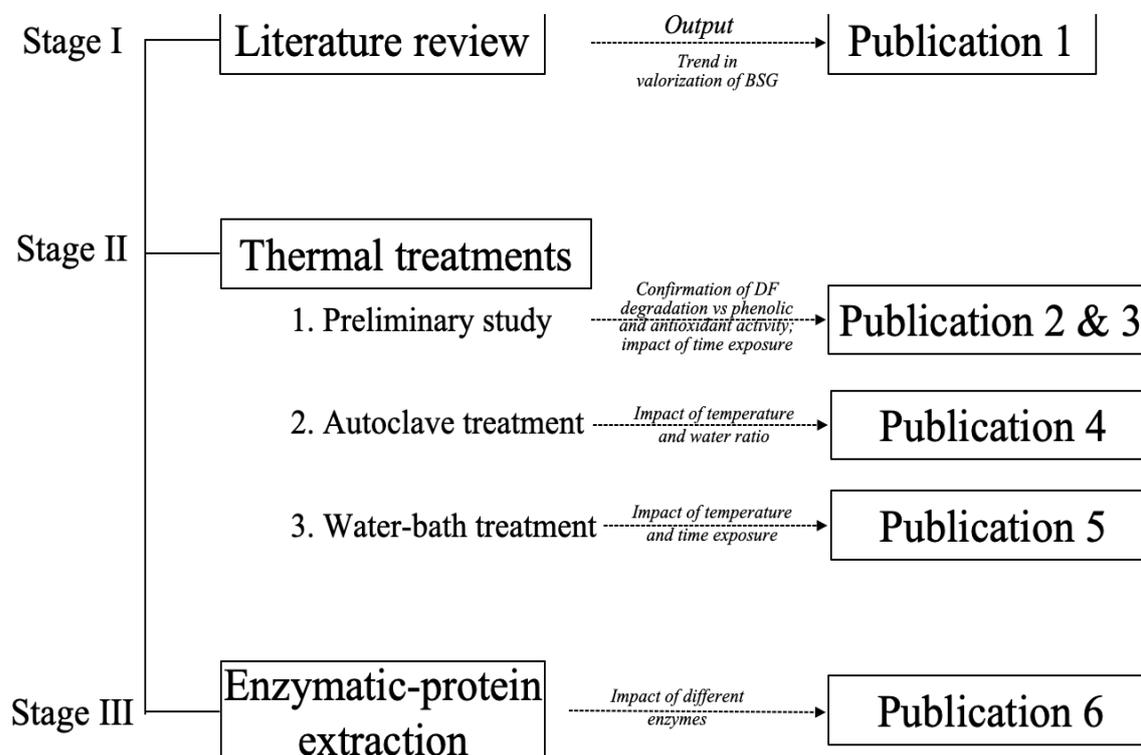 Stage I
Literature review
Output
Trend in
valorization of BSG
Publication 1
Stage II
Thermal treatments
1. Preliminary study
Confirmation of DF
degradation vs phenolic
and antioxidant activity;
impact of time exposure
Publication 2 & 3
2. Autoclave treatment
Impact of temperature
and water ratio
Publication 4
3. Water-bath treatment
Impact of temperature
and time exposure
Publication 5
Stage III
Enzymatic-protein
extraction
Impact of different
enzymes
Publication 6